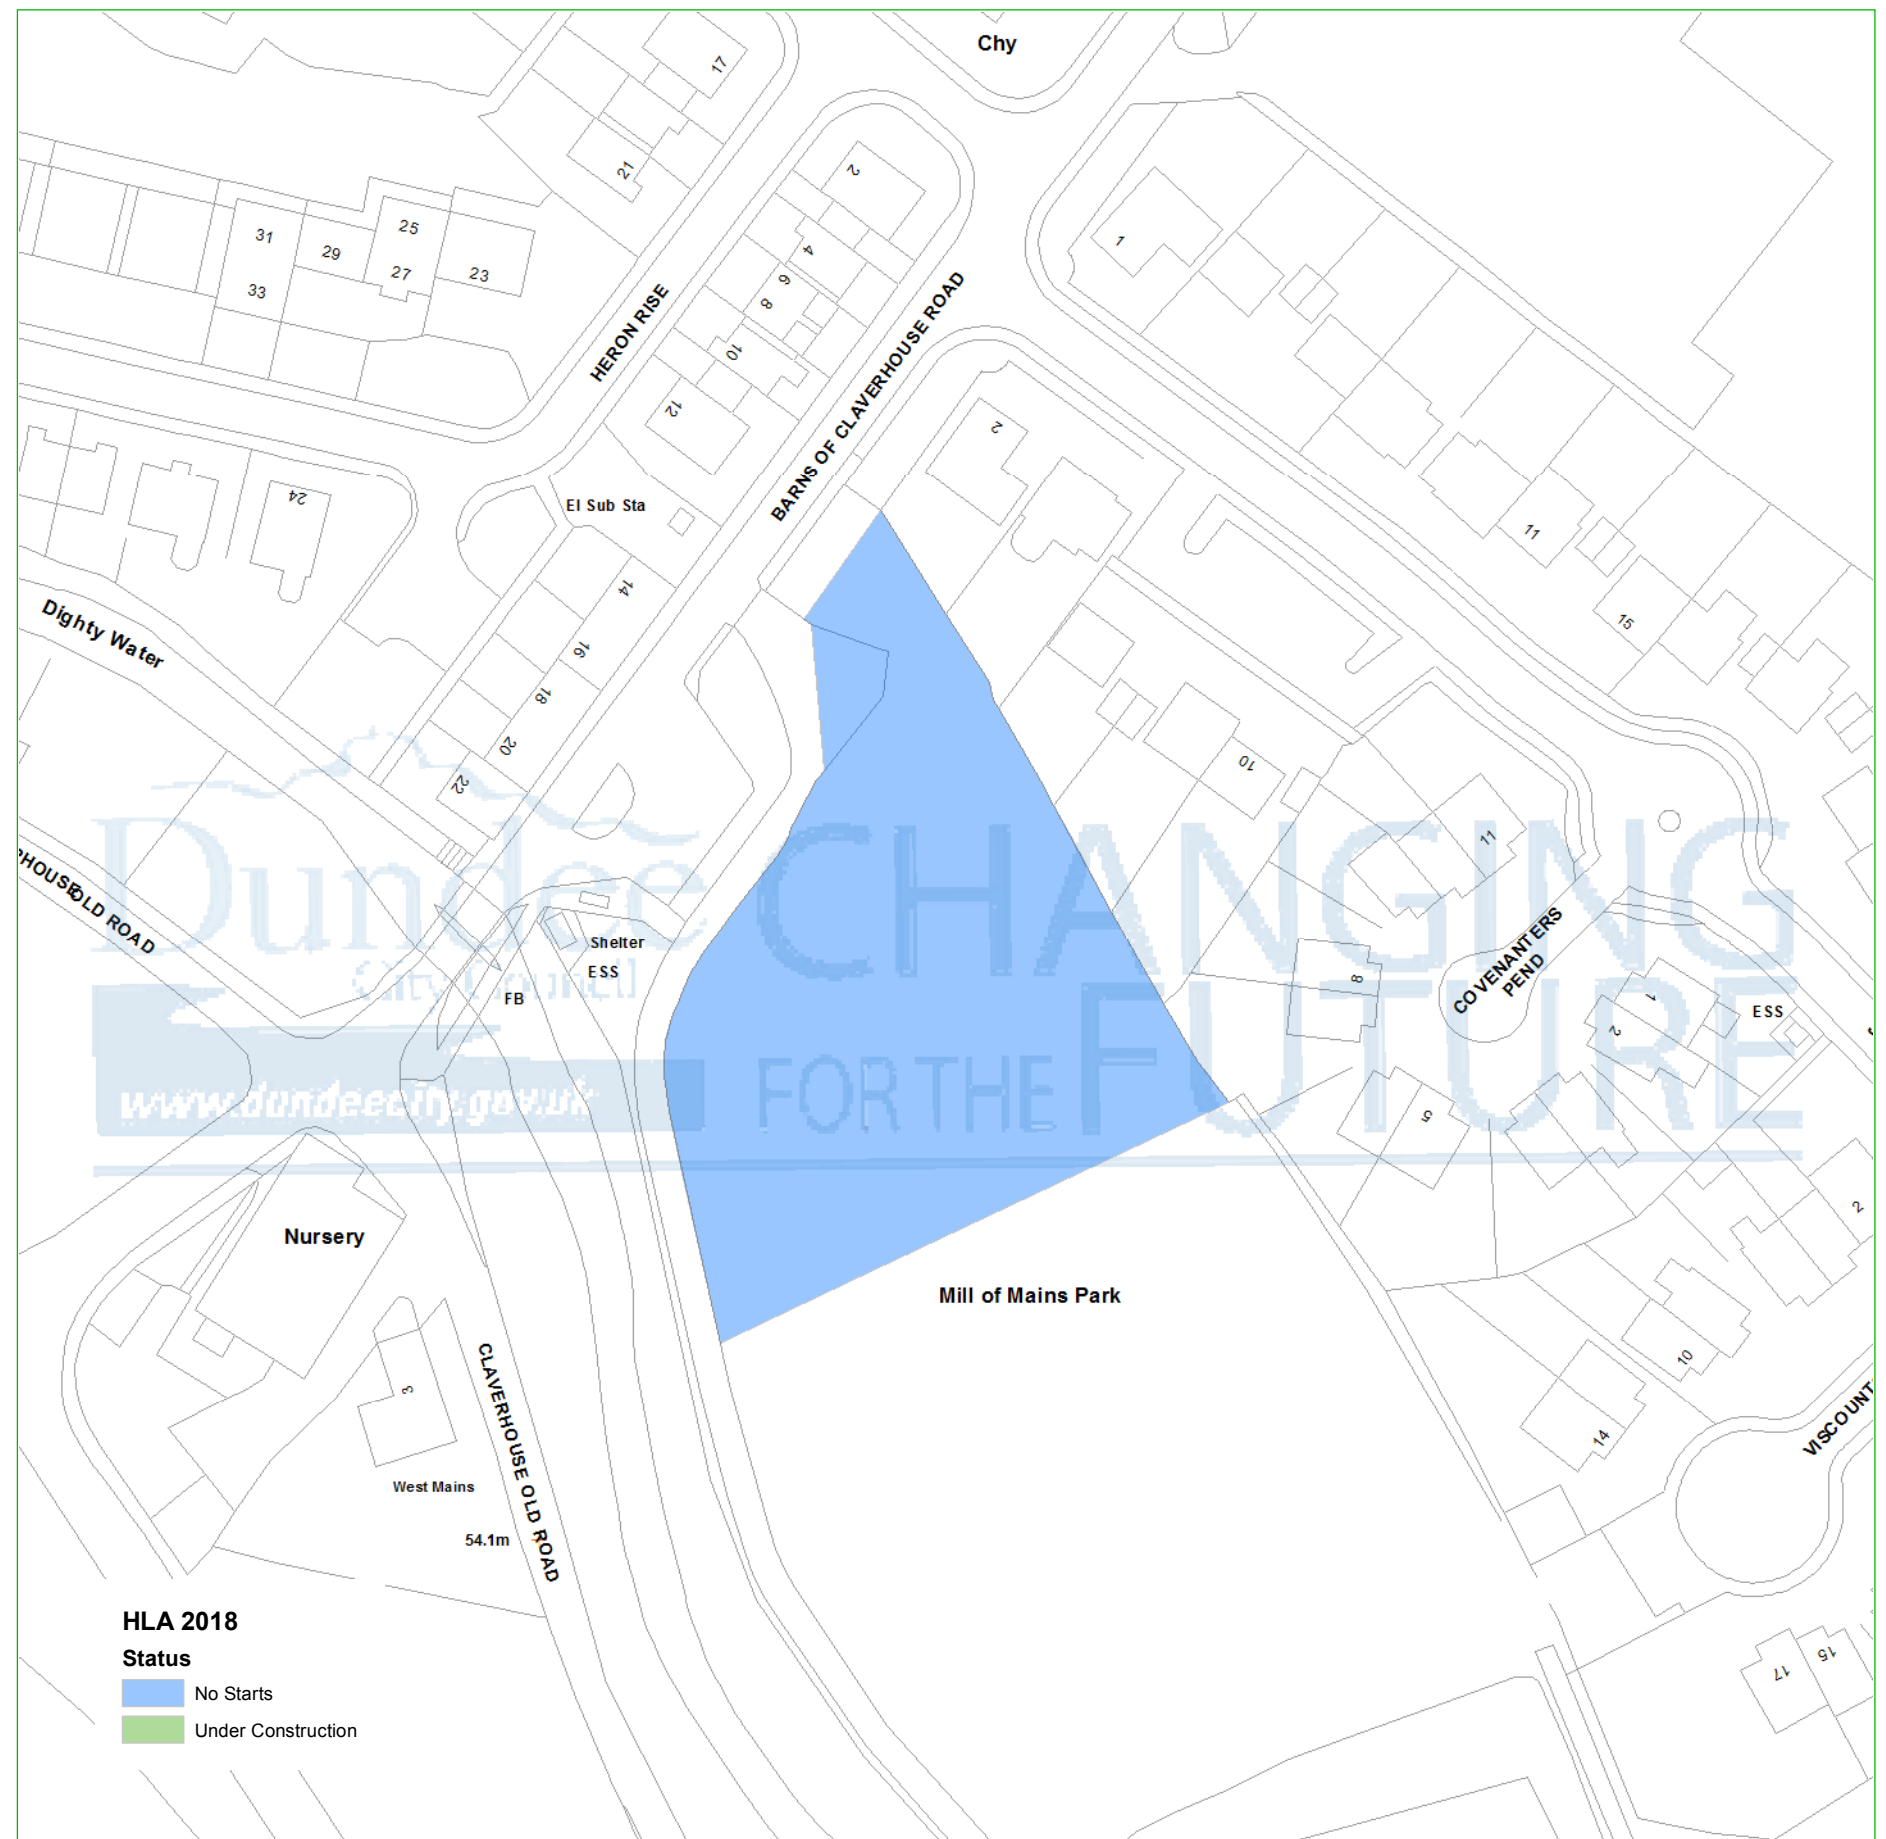 Chy
17
21
2
31
29
25
27
23
33
4
6
8
10
12
1
HERON RISE
BARNS OF CLAVERHOUSE ROAD
2
24
El Sub Sta
11
15
14
16
18
20
22
Dighty Water
10
11
Dundee CHANGING
City Council
FOR THE FUTURE
www.dundeecity.gov.uk
OLD ROAD
Shelter
ESS
FB
8
COVENANTERS
PEND
1
2
ESS
5
2
Nursery
Mill of Mains Park
3
CLAVERHOUSE OLD ROAD
10
14
West Mains
54.1m
HLA 2018
Status
No Starts
Under Construction
17
15